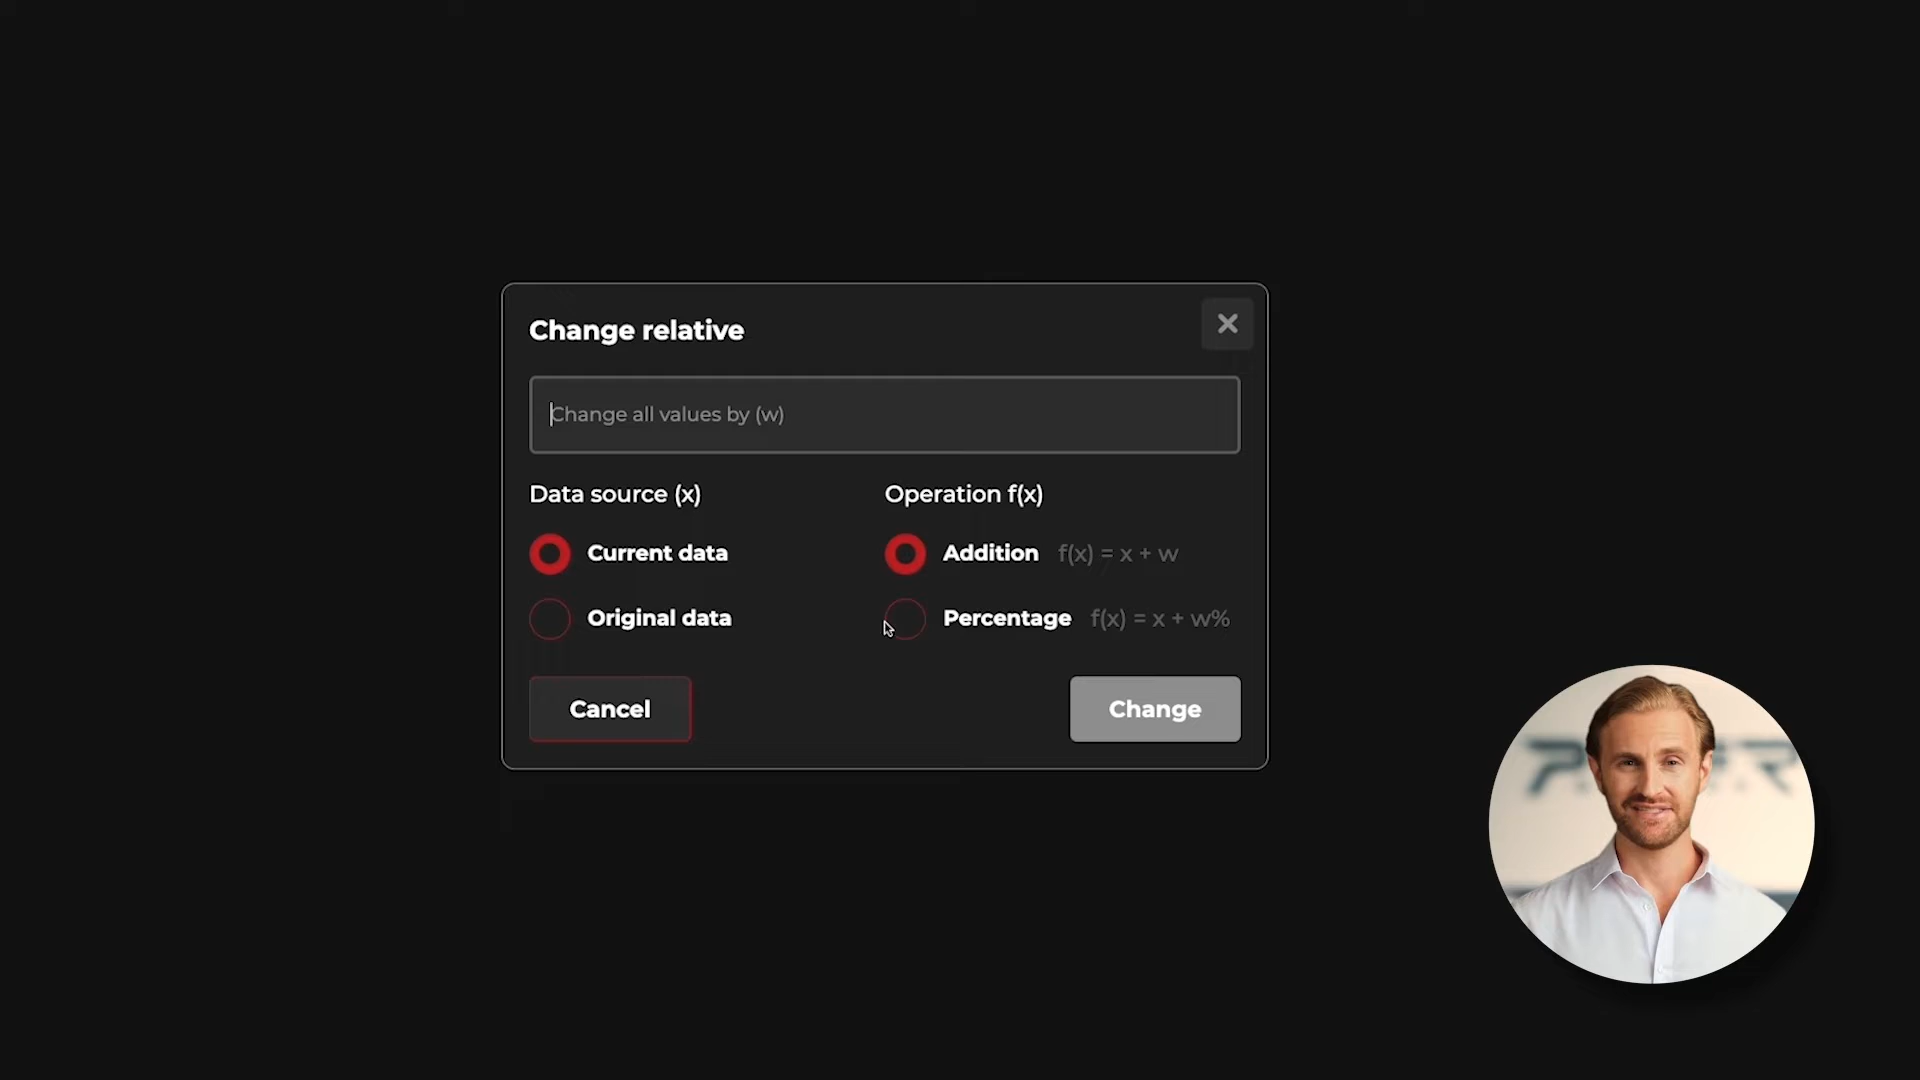 Change relative
Change all values by (w)
Data source (x)
Operation f(x)
Current data
Addition f(x) = x + w
Original data
Percentage f(x) = x + w%
Cancel
Change